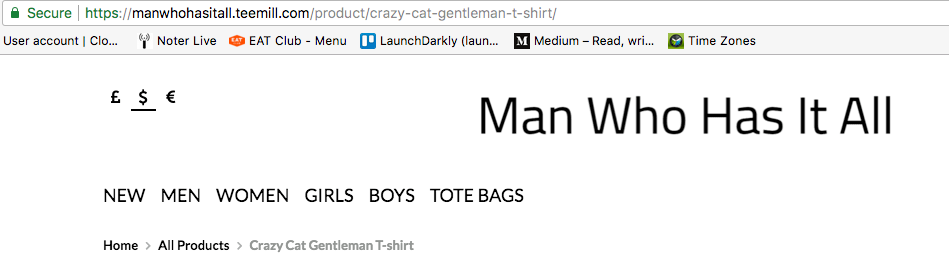 Secure | https://manwhohasitall.teemill.com/product/crazy-cat-gentleman-t-shirt/
User account | Clo... Noter Live EAT EAT Club - Menu LaunchDarkly (laun... M Medium – Read, wri... Time Zones
£ $ €
Man Who Has It All
NEW MEN WOMEN GIRLS BOYS TOTE BAGS
Home > All Products > Crazy Cat Gentleman T-shirt